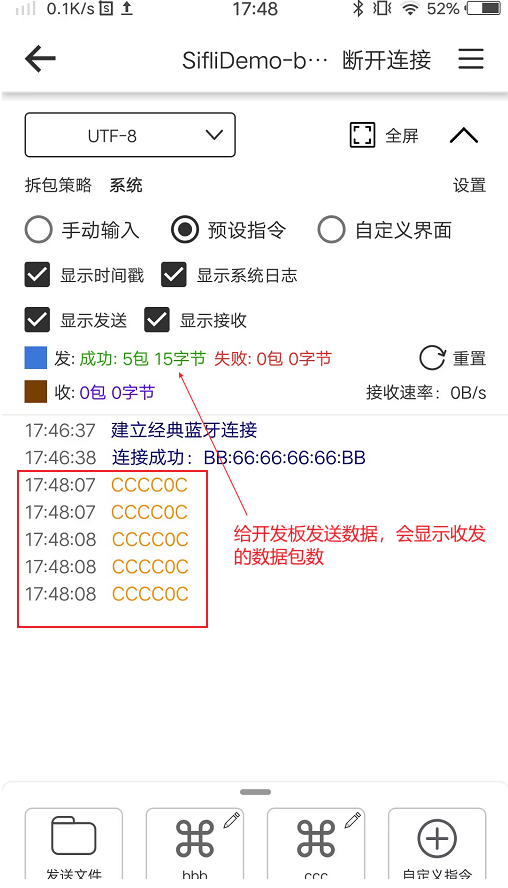 0.1K/s 17:48 52%
SifliDemo-b··· 断开连接
UTF-8 全屏
拆包策略 系统 设置
手动输入 预设指令 自定义界面
显示时间戳 显示系统日志
显示发送 显示接收
发: 成功: 5包 15字节 失败: 0包 0字节 重置
收: 0包 0字节 接收速率: 0B/s
17:46:37 建立经典蓝牙连接
17:46:38 连接成功: BB:66:66:66:66:BB
17:48:07 CCCC0C
17:48:07 CCCC0C
17:48:08 CCCC0C
17:48:08 CCCC0C
17:48:08 CCCC0C
给开发板发送数据，会显示收发
的数据包数
发送文件 bbb ccc 自定义指令